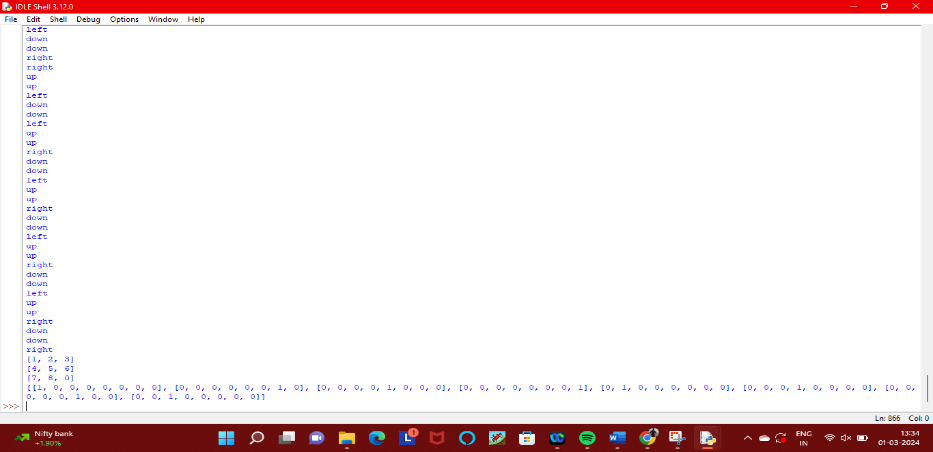 IDLE Shell 3.12.0
File Edit Shell Debug Options Window Help
left
down
down
right
right
up
up
left
down
down
left
up
up
right
down
down
left
up
up
right
down
down
left
up
up
right
down
down
left
up
up
right
down
down
right
[1, 2, 3]
[4, 5, 6]
[7, 8, 0]
[[1, 0, 0, 0, 0, 0, 0, 0], [0, 0, 0, 0, 0, 0, 1, 0], [0, 0, 0, 0, 1, 0, 0, 0], [0, 0, 0, 0, 0, 0, 0, 1], [0, 1, 0, 0, 0, 0, 0, 0], [0, 0, 0, 1, 0, 0, 0, 0], [0, 0,
0, 0, 0, 1, 0, 0], [0, 0, 1, 0, 0, 0, 0, 0]]
>>>
Ln: 866 Col: 0
Nifty bank
+1.90%
ENG
IN
13:34
01-03-2024